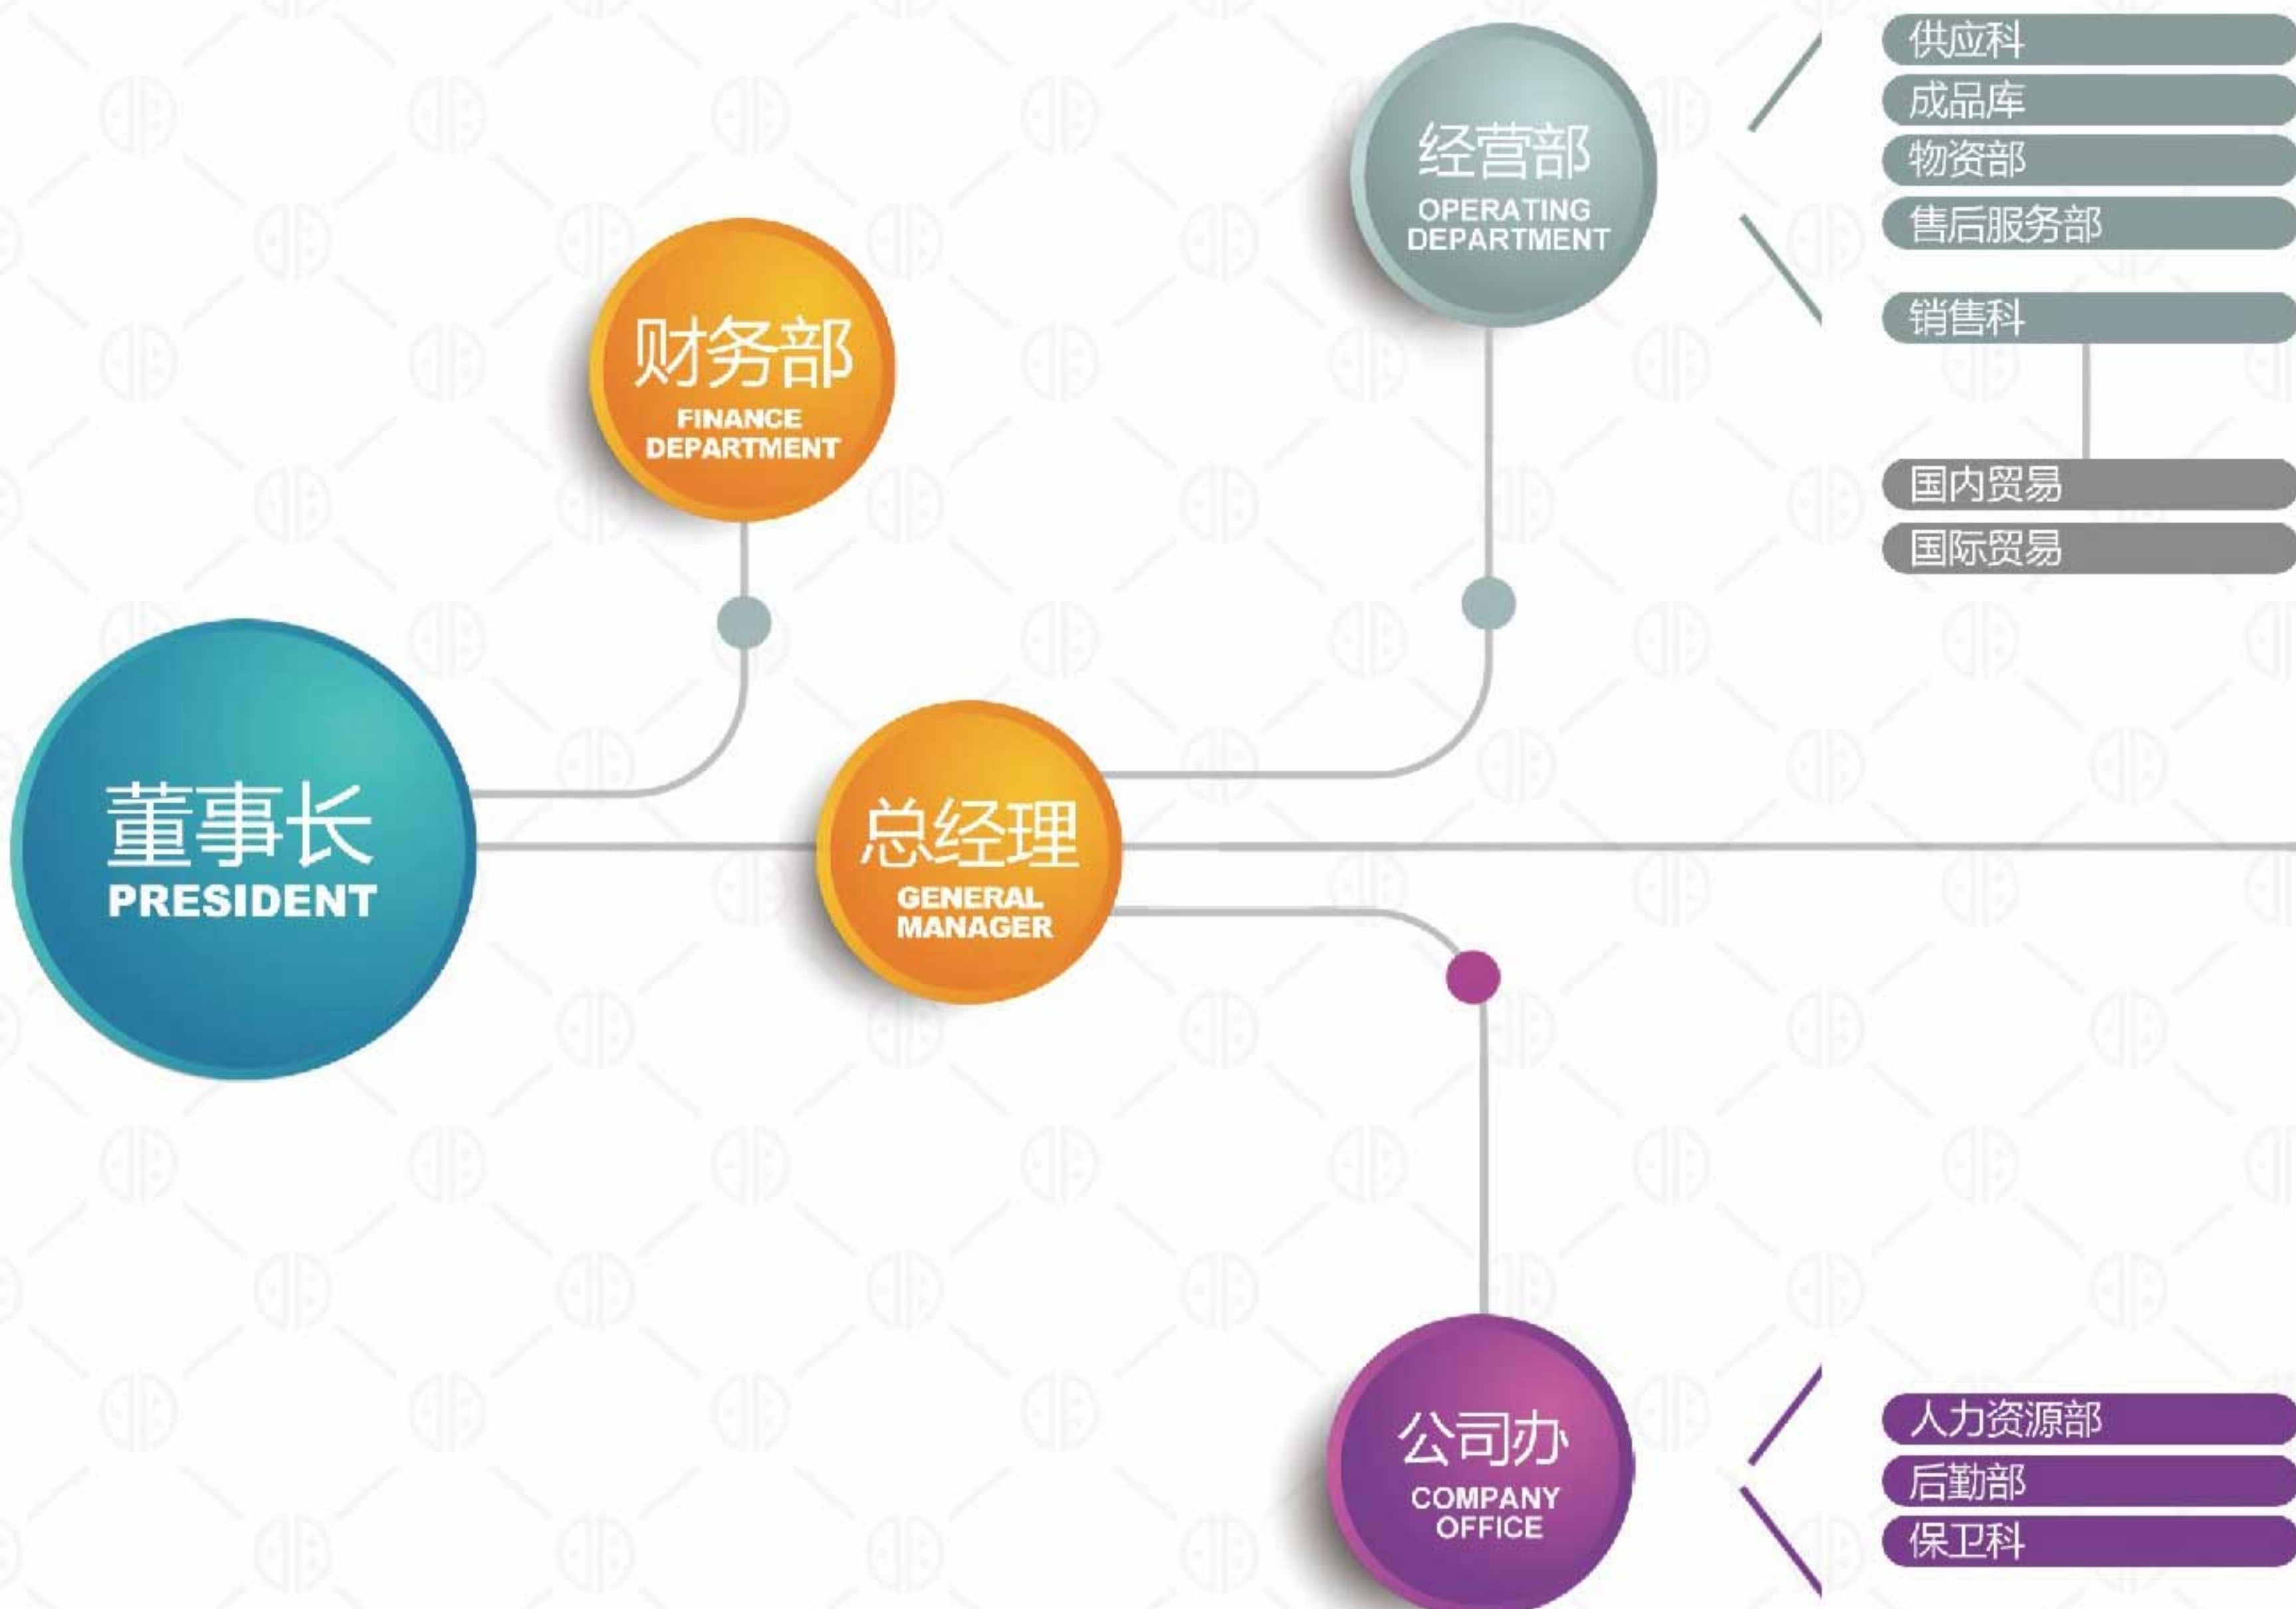 供应科
成品库
物资部
售后服务部
销售科
国内贸易
国际贸易
经营部
OPERATING
DEPARTMENT
财务部
FINANCE
DEPARTMENT
董事长
PRESIDENT
总经理
GENERAL
MANAGER
公司办
COMPANY
OFFICE
人力资源部
后勤部
保卫科